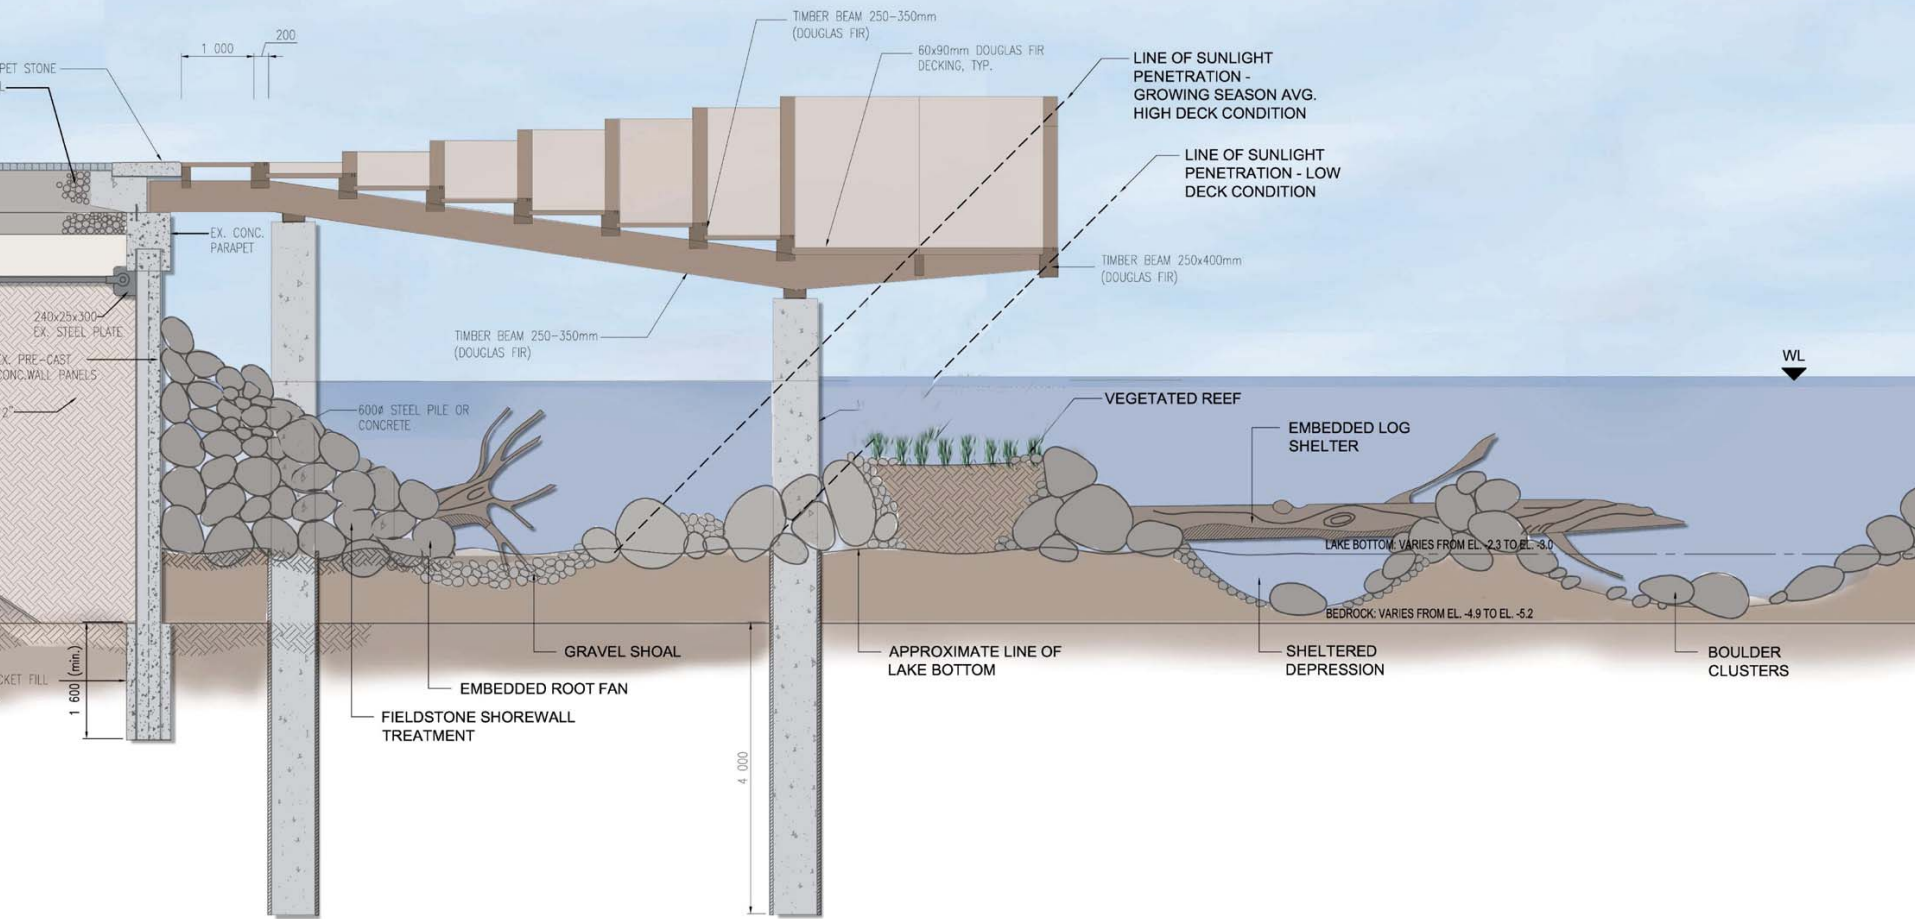 TIMBER BEAM 250-350mm
(DOUGLAS FIR)
200
1 000
60x90mm DOUGLAS FIR
DECKING, TYP.
LINE OF SUNLIGHT
PENETRATION -
GROWING SEASON AVG.
HIGH DECK CONDITION
PET STONE
L
LINE OF SUNLIGHT
PENETRATION - LOW
DECK CONDITION
EX. CONC.
PARAPET
TIMBER BEAM 250x400mm
(DOUGLAS FIR)
240x25x300
EX. STEEL PLATE
TIMBER BEAM 250-350mm
(DOUGLAS FIR)
X. PRE-CAST
CONC.WALL PANELS
WL
2"
600ø STEEL PILE OR
CONCRETE
VEGETATED REEF
EMBEDDED LOG
SHELTER
LAKE BOTTOM: VARIES FROM EL. -2.3 TO EL. -3.0
BEDROCK: VARIES FROM EL. -4.9 TO EL. -5.2
GRAVEL SHOAL
APPROXIMATE LINE OF
LAKE BOTTOM
SHELTERED
DEPRESSION
BOULDER
CLUSTERS
CKET FILL
1 600 (min.)
EMBEDDED ROOT FAN
FIELDSTONE SHOREWALL
TREATMENT
4 000